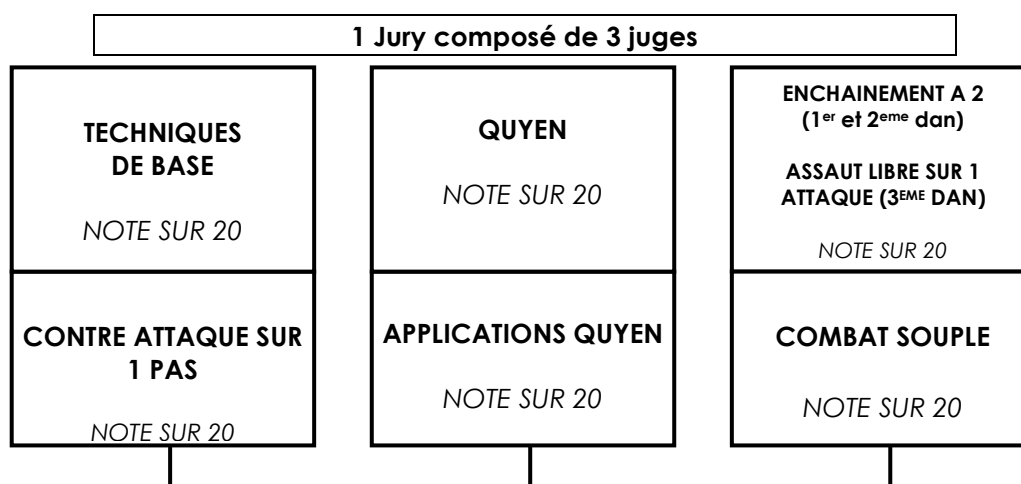 1 Jury composé de 3 juges
TECHNIQUES
DE BASE
NOTE SUR 20
CONTRE ATTAQUE SUR
1 PAS
NOTE SUR 20
QUYEN
NOTE SUR 20
APPLICATIONS QUYEN
NOTE SUR 20
ENCHAINEMENT A 2
(1er et 2eme dan)
ASSAUT LIBRE SUR 1
ATTAQUE (3EME DAN)
NOTE SUR 20
COMBAT SOUPLE
NOTE SUR 20